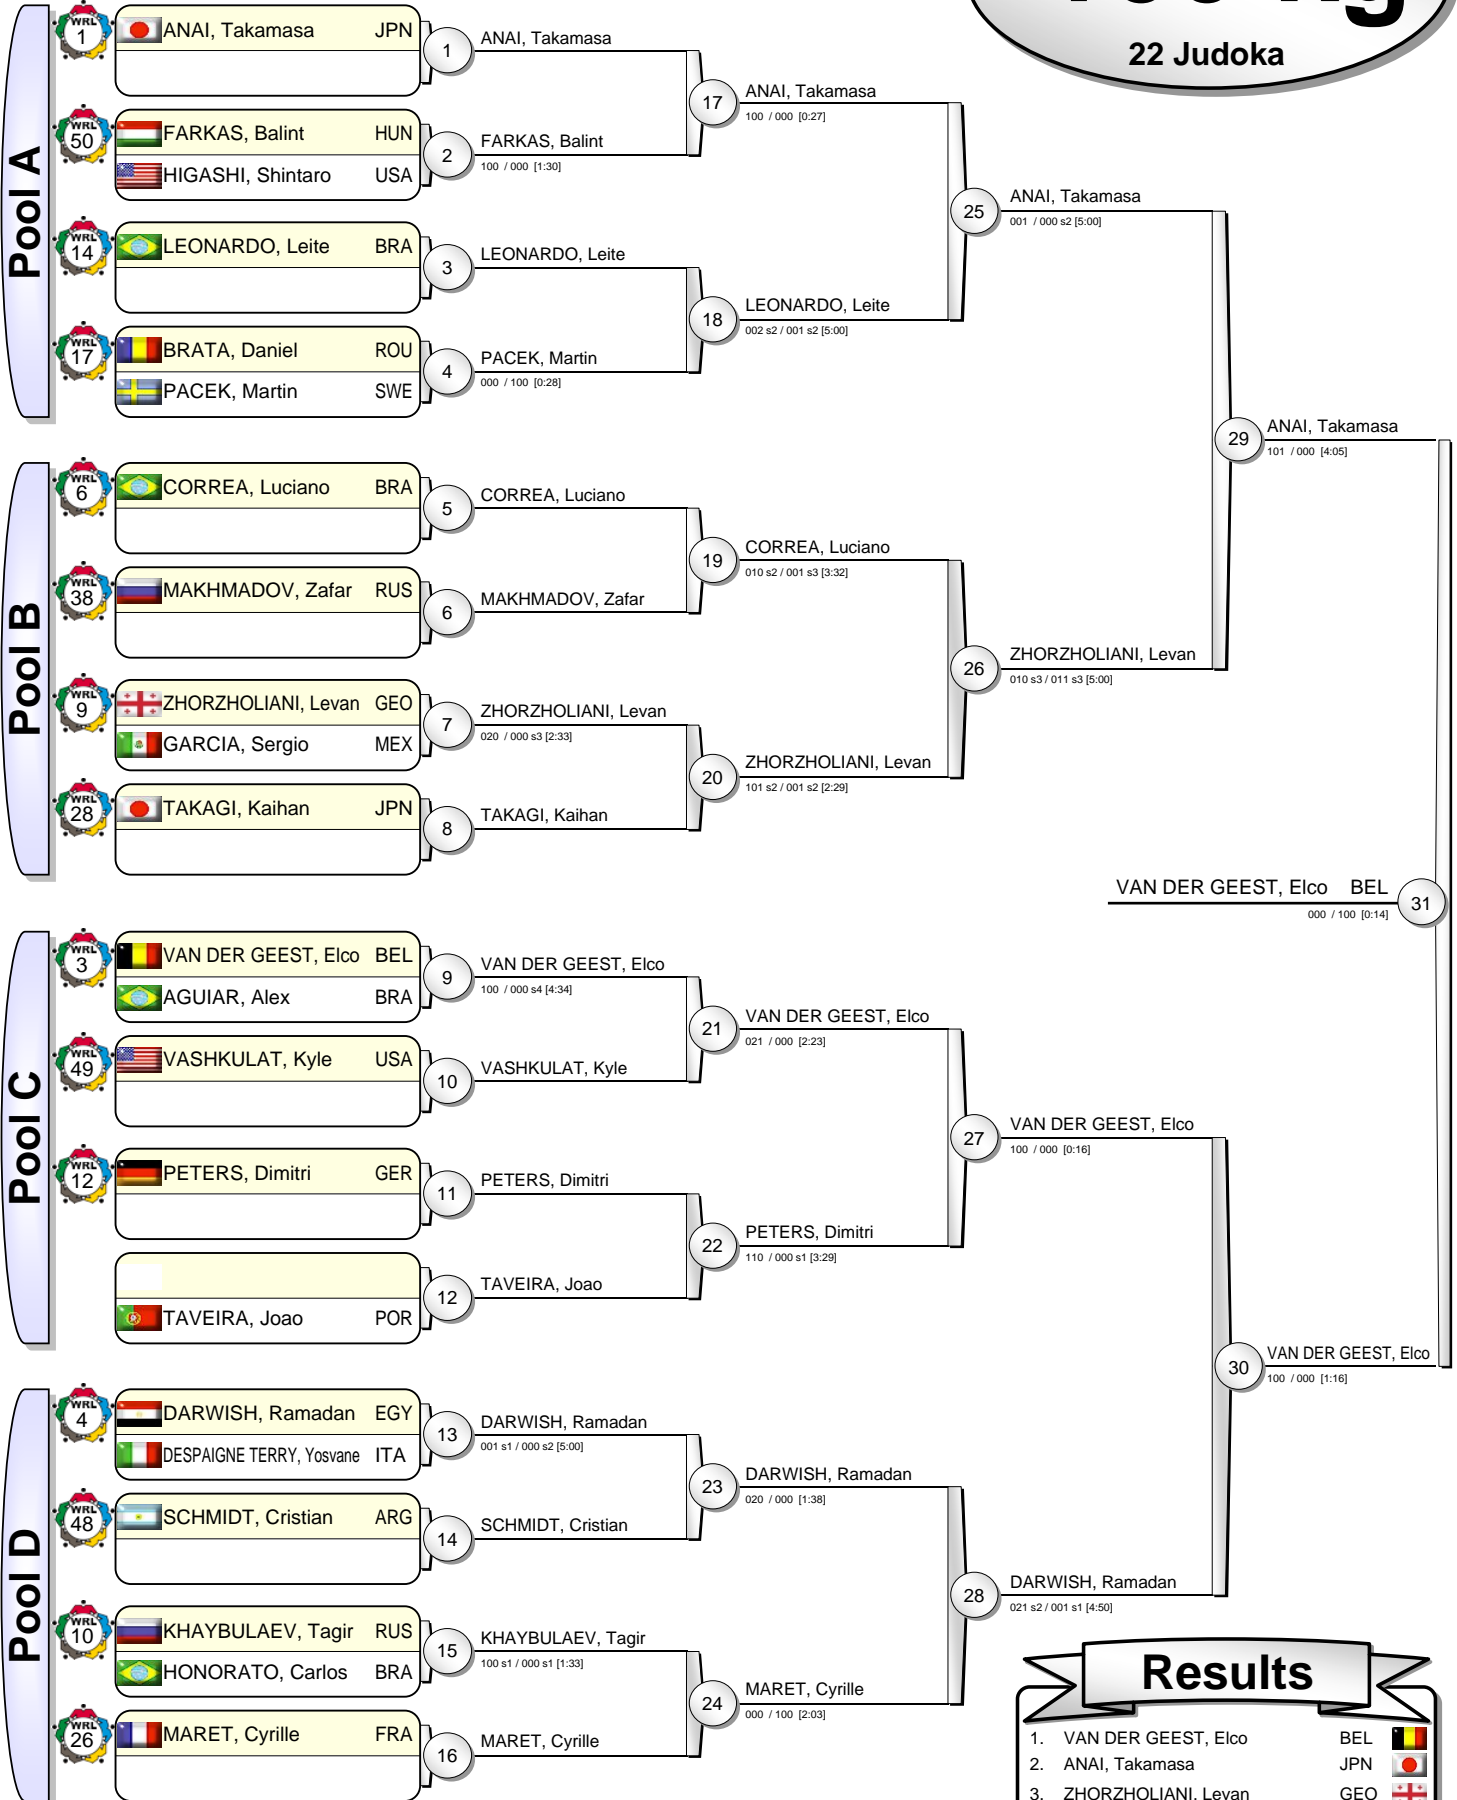 22 Judoka
Pool A
WRL 1 ANAI, Takamasa JPN
WRL 50 FARKAS, Balint HUN
HIGASHI, Shintaro USA
WRL 14 LEONARDO, Leite BRA
WRL 17 BRATA, Daniel ROU
PACEK, Martin SWE
1 ANAI, Takamasa
2 FARKAS, Balint
100 / 000 [1:30]
3 LEONARDO, Leite
4 PACEK, Martin
000 / 100 [0:28]
17 ANAI, Takamasa
100 / 000 [0:27]
18 LEONARDO, Leite
002 s2 / 001 s2 [5:00]
25 ANAI, Takamasa
001 / 000 s2 [5:00]
Pool B
WRL 6 CORREA, Luciano BRA
WRL 38 MAKHMADOV, Zafar RUS
WRL 9 ZHORZHOLIANI, Levan GEO
GARCIA, Sergio MEX
WRL 28 TAKAGI, Kaihan JPN
5 CORREA, Luciano
6 MAKHMADOV, Zafar
7 ZHORZHOLIANI, Levan
020 / 000 s3 [2:33]
8 TAKAGI, Kaihan
19 CORREA, Luciano
010 s2 / 001 s3 [3:32]
20 ZHORZHOLIANI, Levan
101 s2 / 001 s2 [2:29]
26 ZHORZHOLIANI, Levan
010 s3 / 011 s3 [5:00]
29 ANAI, Takamasa
101 / 000 [4:05]
VAN DER GEEST, Elco BEL 31
000 / 100 [0:14]
Pool C
WRL 3 VAN DER GEEST, Elco BEL
AGUIAR, Alex BRA
WRL 49 VASHKULAT, Kyle USA
WRL 12 PETERS, Dimitri GER
TAVEIRA, Joao POR
9 VAN DER GEEST, Elco
100 / 000 s4 [4:34]
10 VASHKULAT, Kyle
11 PETERS, Dimitri
12 TAVEIRA, Joao
21 VAN DER GEEST, Elco
021 / 000 [2:23]
22 PETERS, Dimitri
110 / 000 s1 [3:29]
27 VAN DER GEEST, Elco
100 / 000 [0:16]
30 VAN DER GEEST, Elco
100 / 000 [1:16]
Pool D
WRL 4 DARWISH, Ramadan EGY
DESPAIGNE TERRY, Yosvane ITA
WRL 48 SCHMIDT, Cristian ARG
WRL 10 KHAYBULAEV, Tagir RUS
HONORATO, Carlos BRA
WRL 26 MARET, Cyrille FRA
13 DARWISH, Ramadan
001 s1 / 000 s2 [5:00]
14 SCHMIDT, Cristian
15 KHAYBULAEV, Tagir
100 s1 / 000 s1 [1:33]
16 MARET, Cyrille
23 DARWISH, Ramadan
020 / 000 [1:38]
24 MARET, Cyrille
000 / 100 [2:03]
28 DARWISH, Ramadan
021 s2 / 001 s1 [4:50]
Results
1. VAN DER GEEST, Elco BEL
2. ANAI, Takamasa JPN
3. ZHORZHOLIANI, Levan GEO